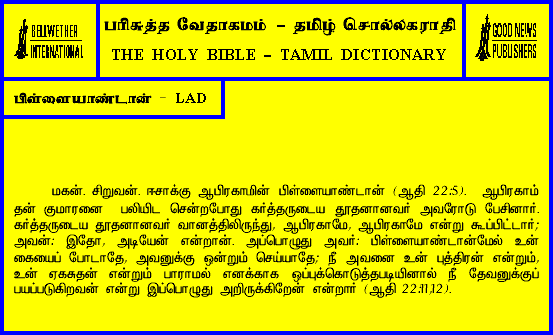 BELLWETHER
INTERNATIONAL
பரிசுத்த வேதாகமம் - தமிழ் சொல்லகராதி
THE HOLY BIBLE - TAMIL DICTIONARY
GOOD NEWS
PUBLISHERS
பிள்ளையாண்டான் - LAD
மகன். சிறுவன். ஈசாக்கு ஆபிரகாமின் பிள்ளையாண்டான் (ஆதி 22:5). ஆபிரகாம்
தன் குமாரனை பலியிட சென்றபோது கர்த்தருடைய தூதனானவர் அவரோடு பேசினார்.
கர்த்தருடைய தூதனானவர் வானத்திலிருந்து, ஆபிரகாமே, ஆபிரகாமே என்று கூப்பிட்டார்;
அவன்: இதோ, அடியேன் என்றான். அப்பொழுது அவர்: பிள்ளையாண்டான்மேல் உன்
கையைப் போடாதே, அவனுக்கு ஒன்றும் செய்யாதே; நீ அவனை உன் புத்திரன் என்றும்,
உன் ஏகசுதன் என்றும் பாராமல் எனக்காக ஒப்புக்கொடுத்தபடியினால் நீ தேவனுக்குப்
பயப்படுகிறவன் என்று இப்பொழுது அறிருக்கிறேன் என்றார் (ஆதி 22:11,12).